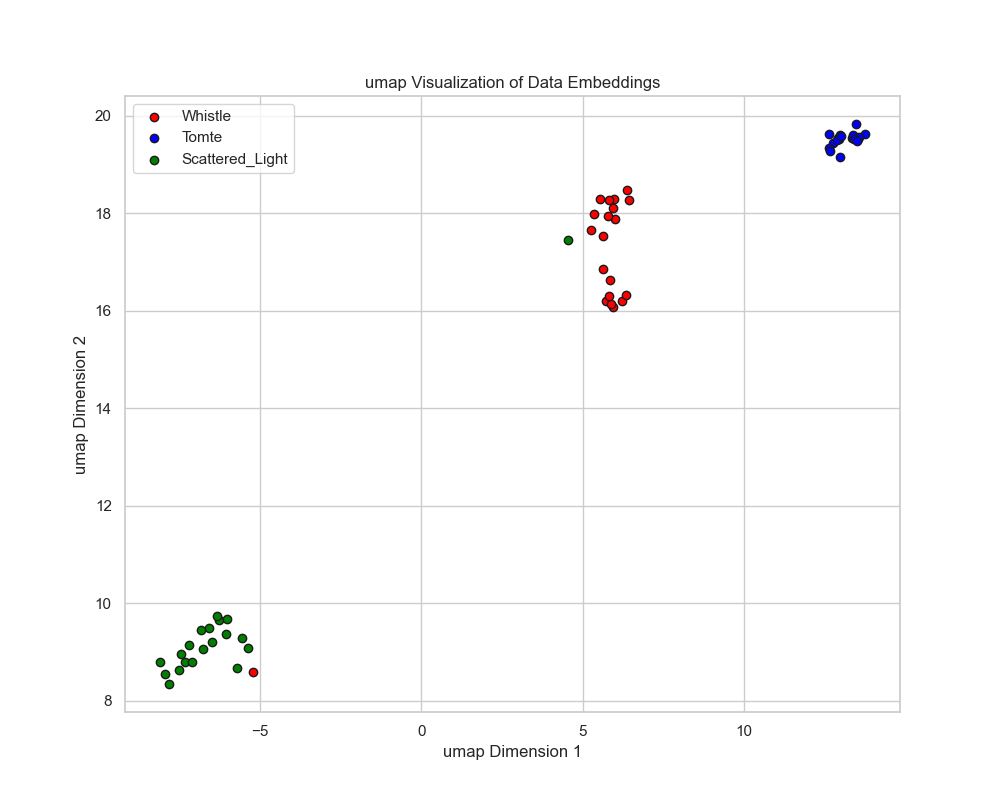 umap Visualization of Data Embeddings
Whistle
Tomte
Scattered_Light
20
18
16
14
12
10
8
umap Dimension 2
−5
0
5
10
umap Dimension 1